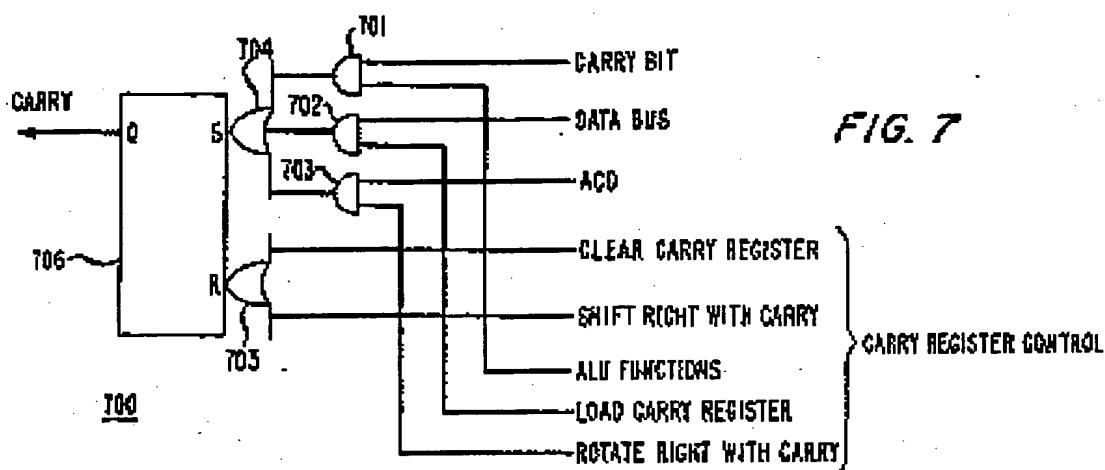 701
704
CARRY BIT
CARRY
702
DATA BUS
FIG. 7
Q
S
703
ACO
CLEAR CARRY REGISTER
706
R
SHIFT RIGHT WITH CARRY
CARRY REGISTER CONTROL
705
ALU FUNCTIONS
700
LOAD CARRY REGISTER
ROTATE RIGHT WITH CARRY